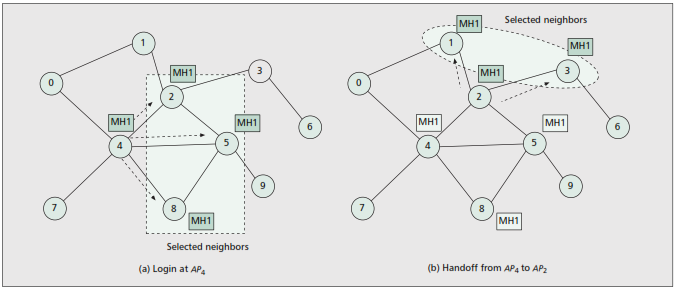 1
MH1
0
2
3
MH1
MH1
4
5
6
9
7
8
MH1
Selected neighbors
(a) Login at AP4
MH1
Selected neighbors
1
MH1
0
MH1
2
3
MH1
MH1
4
5
6
9
7
8
MH1
(b) Handoff from AP4 to AP2